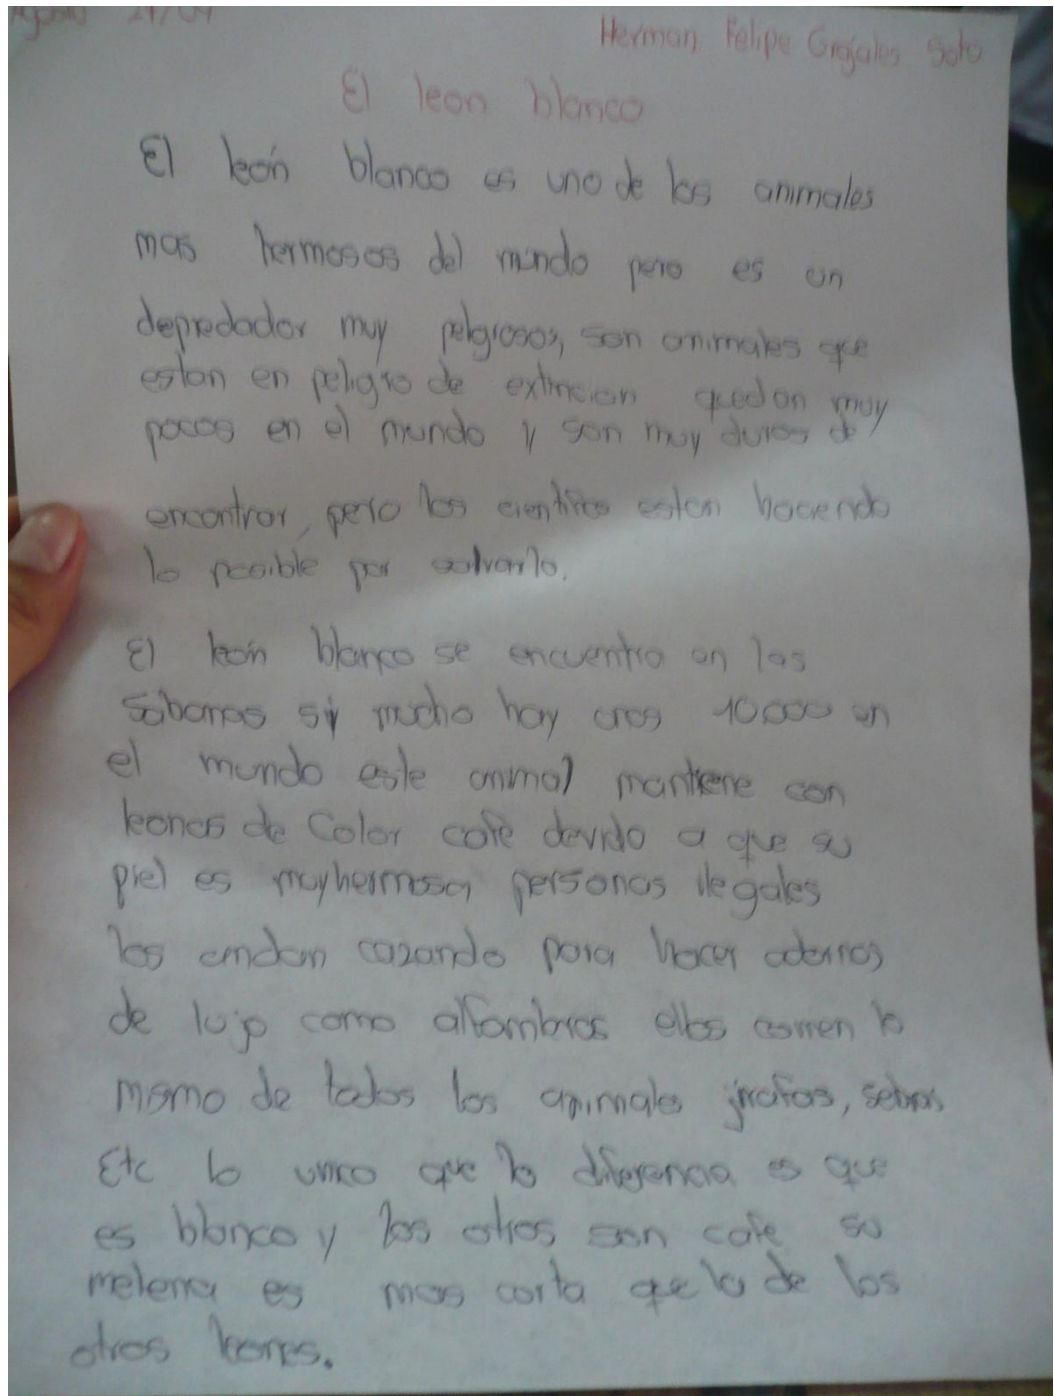 Agosto 24/09
Herman Felipe Grajales Soto
El leon blanco
El león blanco es uno de los animales
mas hermosos del mundo pero es un
depredador muy peligrosos, son animales que
estan en peligro de extincion quedan muy
pocos en el mundo y son muy duros de
encontrar, pero los cientificos estan haciendo
lo posible por salvarlo.
El león blanco se encuentra en las
sabanas si mucho hay unos 10000 en
el mundo este animal mantiene con
leones de color cafe devido a que su
piel es muy hermosa personas ilegales
los andan cazando para hacer adornos
de lujo como alfombras ellos comen lo
mismo de todos los animales jirafas, sebras
Etc lo unico que lo diferencia es que
es blanco y los otros son cafe su
melena es mas corta que la de los
otros leones.